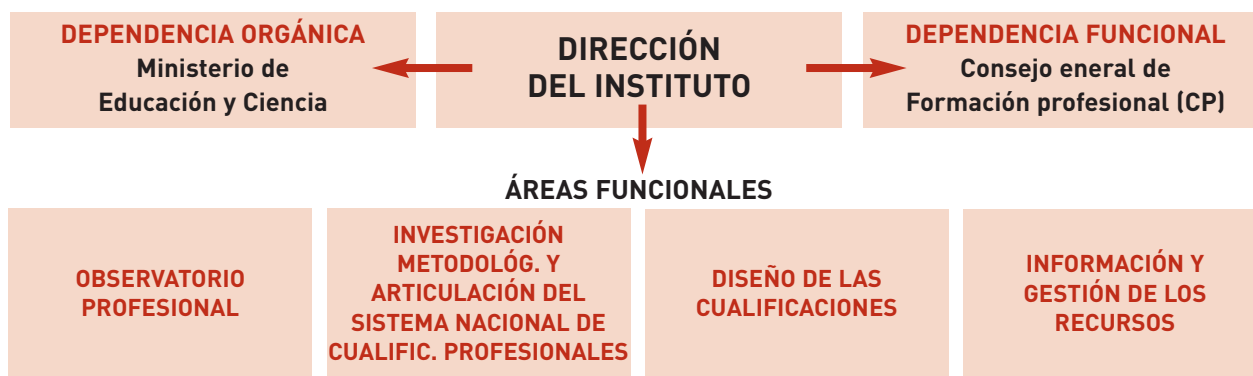 DEPENDENCIA ORGÁNICA
Ministerio de
Educación y Ciencia
DIRECCIÓN
DEL INSTITUTO
DEPENDENCIA FUNCIONAL
Consejo eneral de
Formación profesional (CP)
ÁREAS FUNCIONALES
OBSERVATORIO
PROFESIONAL
INVESTIGACIÓN
METODOLÓG. Y
ARTICULACIÓN DEL
SISTEMA NACIONAL DE
CUALIFIC. PROFESIONALES
DISEÑO DE LAS
CUALIFICACIONES
INFORMACIÓN Y
GESTIÓN DE LOS
RECURSOS